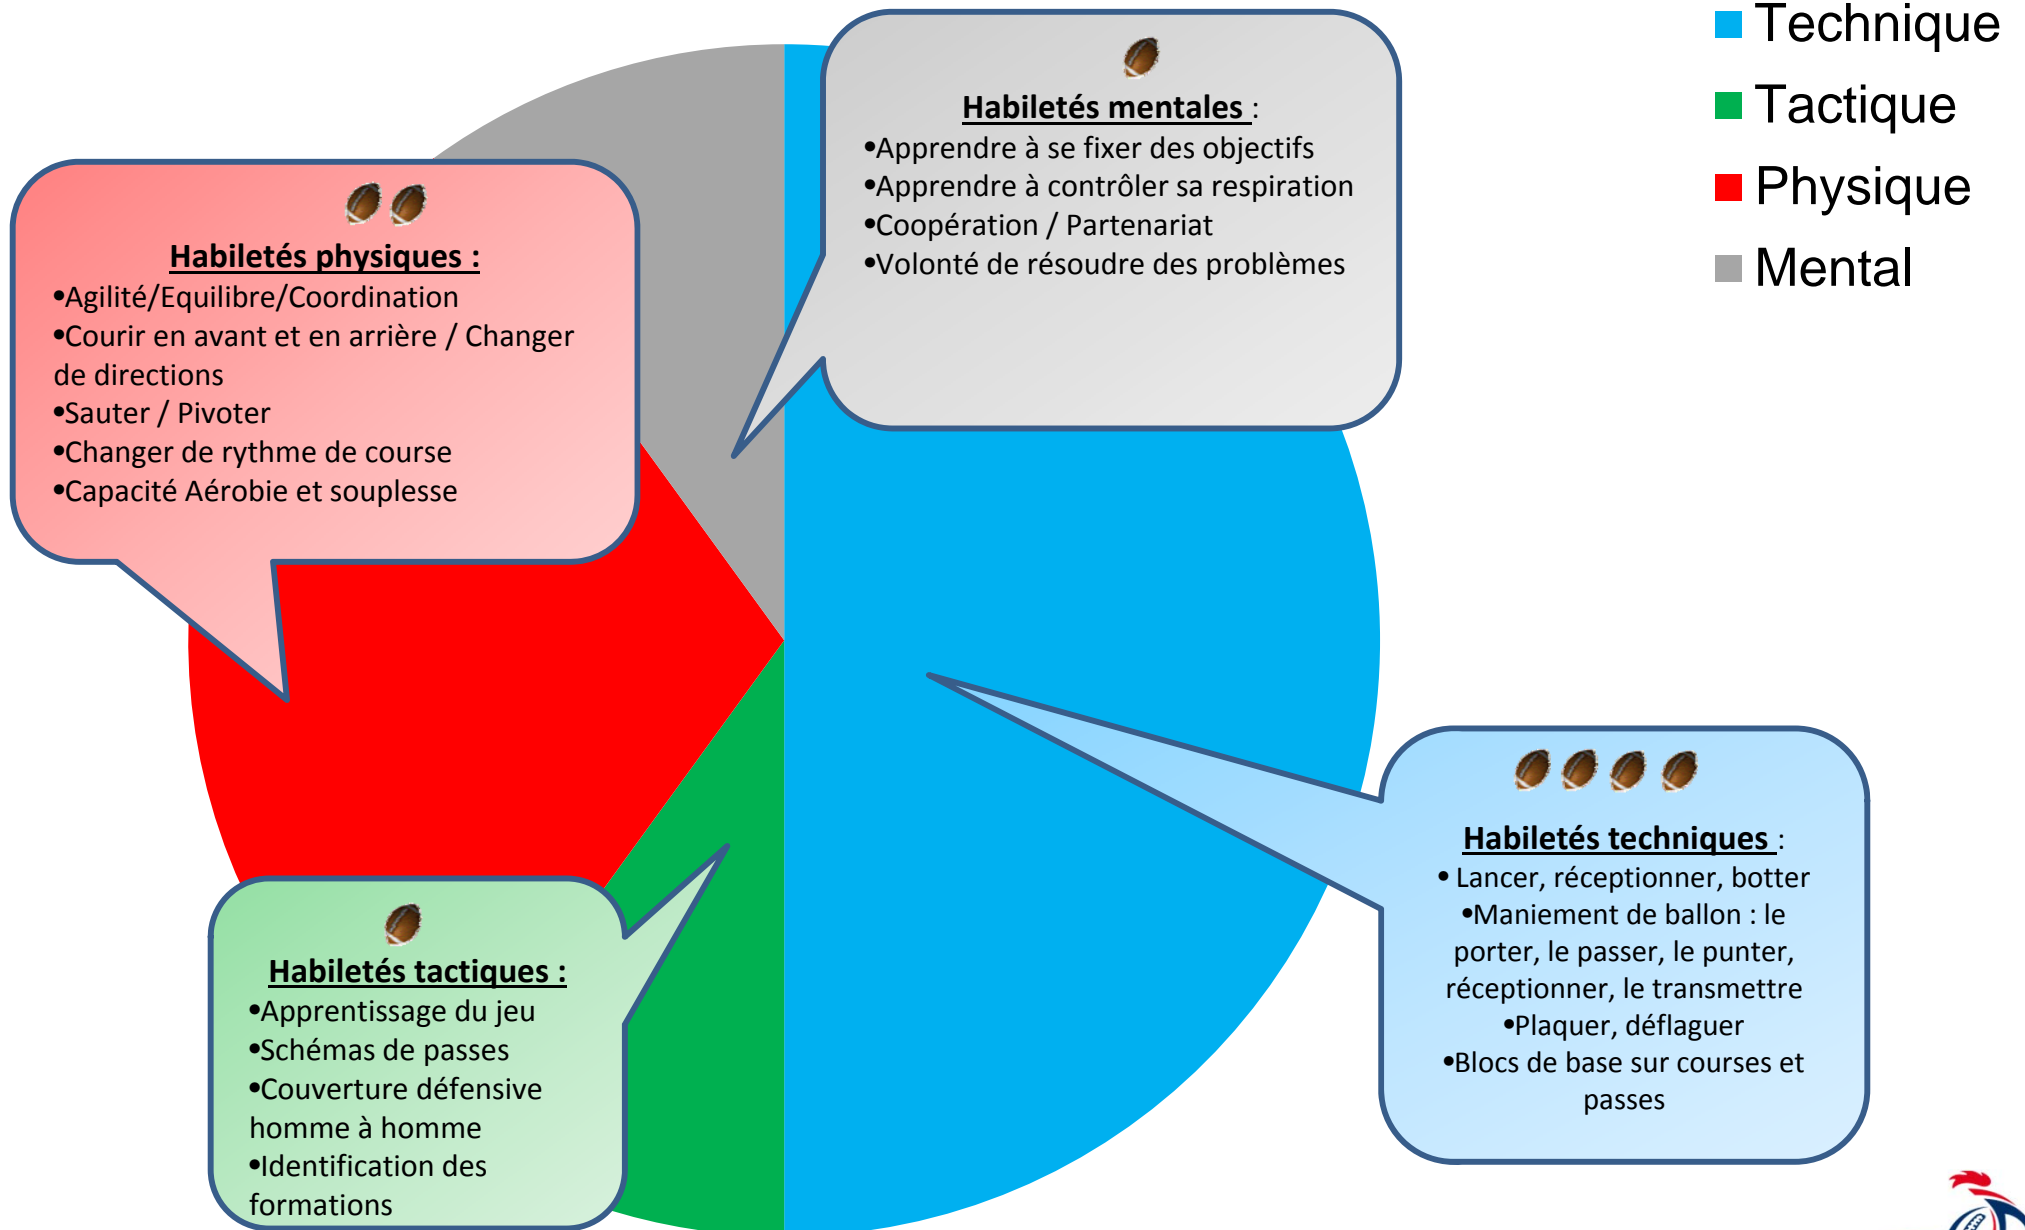 Technique
Tactique
Physique
Mental
Habiletés mentales :
•Apprendre à se fixer des objectifs
•Apprendre à contrôler sa respiration
•Coopération / Partenariat
•Volonté de résoudre des problèmes
Habiletés physiques :
•Agilité/Equilibre/Coordination
•Courir en avant et en arrière / Changer
de directions
•Sauter / Pivoter
•Changer de rythme de course
•Capacité Aérobie et souplesse
Habiletés techniques :
• Lancer, réceptionner, botter
•Maniement de ballon : le
porter, le passer, le punter,
réceptionner, le transmettre
•Plaquer, déflaguer
•Blocs de base sur courses et
passes
Habiletés tactiques :
•Apprentissage du jeu
•Schémas de passes
•Couverture défensive
homme à homme
•Identification des
formations